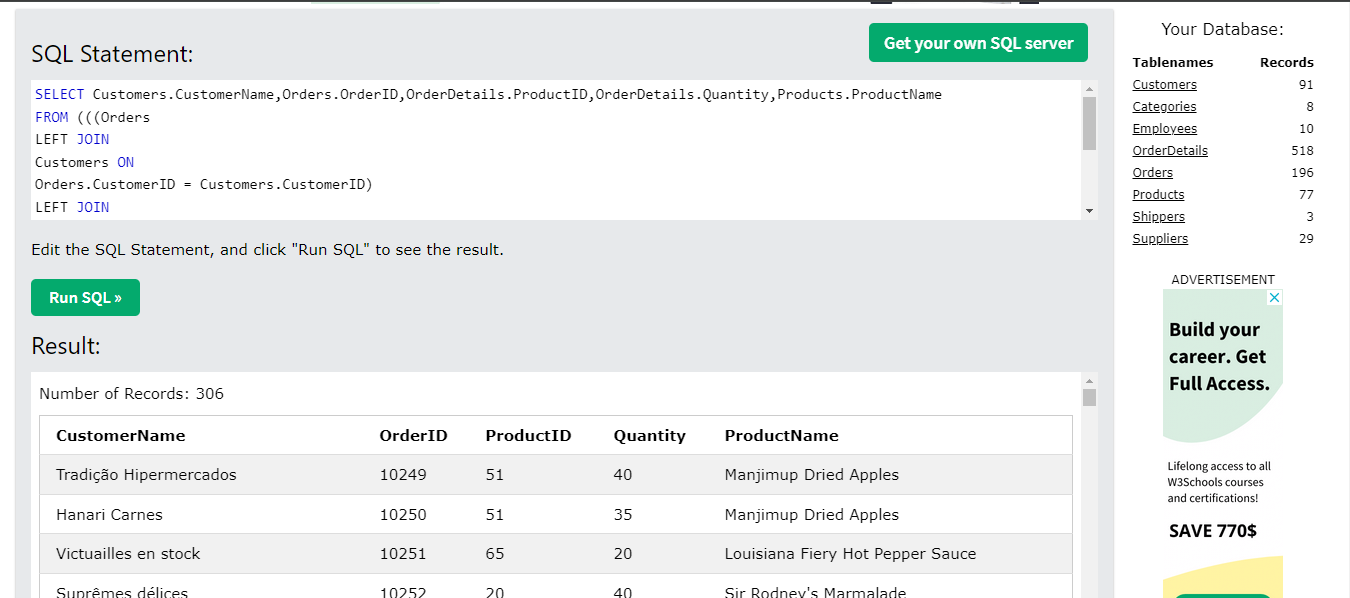 SQL Statement:
Get your own SQL server
SELECT Customers.CustomerName,Orders.OrderID,OrderDetails.ProductID,OrderDetails.Quantity,Products.ProductName
FROM (((Orders
LEFT JOIN
Customers ON
Orders.CustomerID = Customers.CustomerID)
LEFT JOIN
Edit the SQL Statement, and click "Run SQL" to see the result.
Run SQL »
Result:
Number of Records: 306
CustomerName OrderID ProductID Quantity ProductName
Tradição Hipermercados 10249 51 40 Manjimup Dried Apples
Hanari Carnes 10250 51 35 Manjimup Dried Apples
Victuailles en stock 10251 65 20 Louisiana Fiery Hot Pepper Sauce
Suprêmes délices 10252 20 40 Sir Rodney's Marmalade
Your Database:
Tablenames Records
Customers 91
Categories 8
Employees 10
OrderDetails 518
Orders 196
Products 77
Shippers 3
Suppliers 29
ADVERTISEMENT
Build your
career. Get
Full Access.
Lifelong access to all
W3Schools courses
and certifications!
SAVE 770$